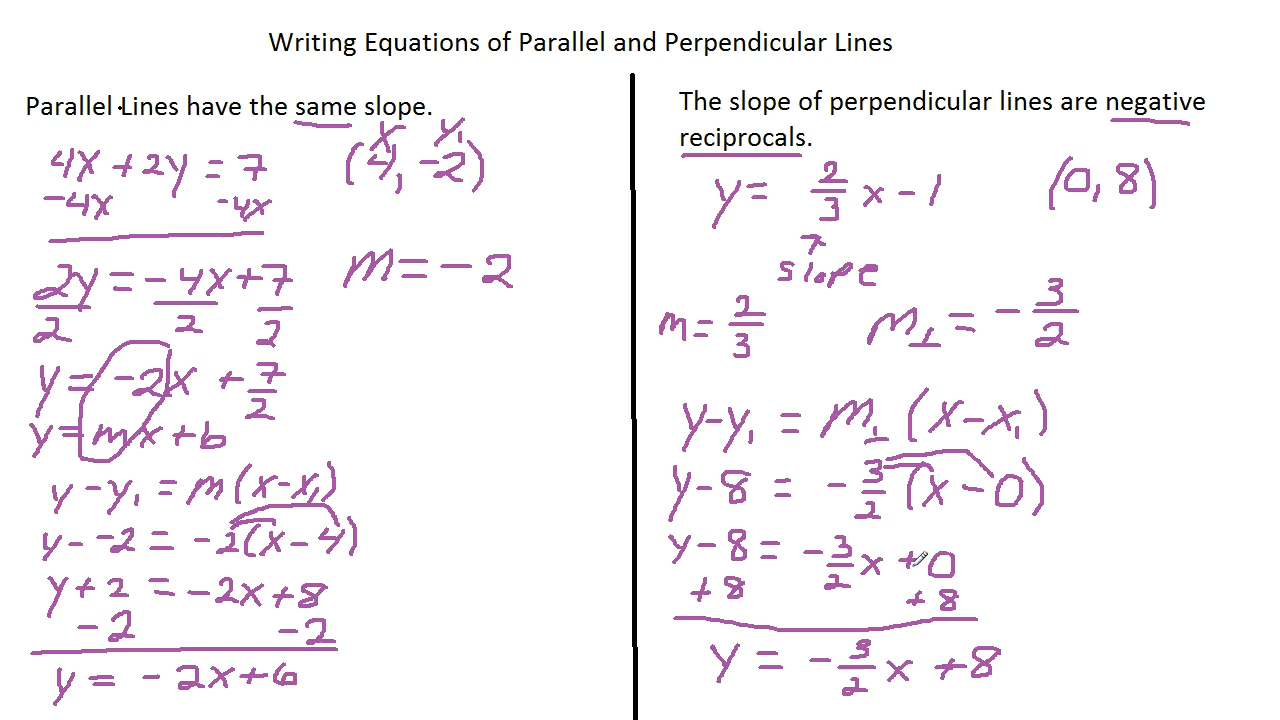 Writing Equations of Parallel and Perpendicular Lines
Parallel Lines have the same slope.
x₁ y₁
4x + 2y = 7 (4, -2)
-4x -4x
2y = -4x + 7 m = -2
2 2 2
y = -2x + 7/2
y = mx + b
y - y₁ = m(x - x₁)
y - -2 = -2(x - 4)
y + 2 = -2x + 8
-2 -2
y = -2x + 6
The slope of perpendicular lines are negative
reciprocals.
y = 2/3 x - 1 (0, 8)
slope
m = 2/3 m⊥ = - 3/2
y - y₁ = m⊥ (x - x₁)
y - 8 = - 3/2 (x - 0)
y - 8 = - 3/2 x + 0
+ 8 + 8
y = - 3/2 x + 8